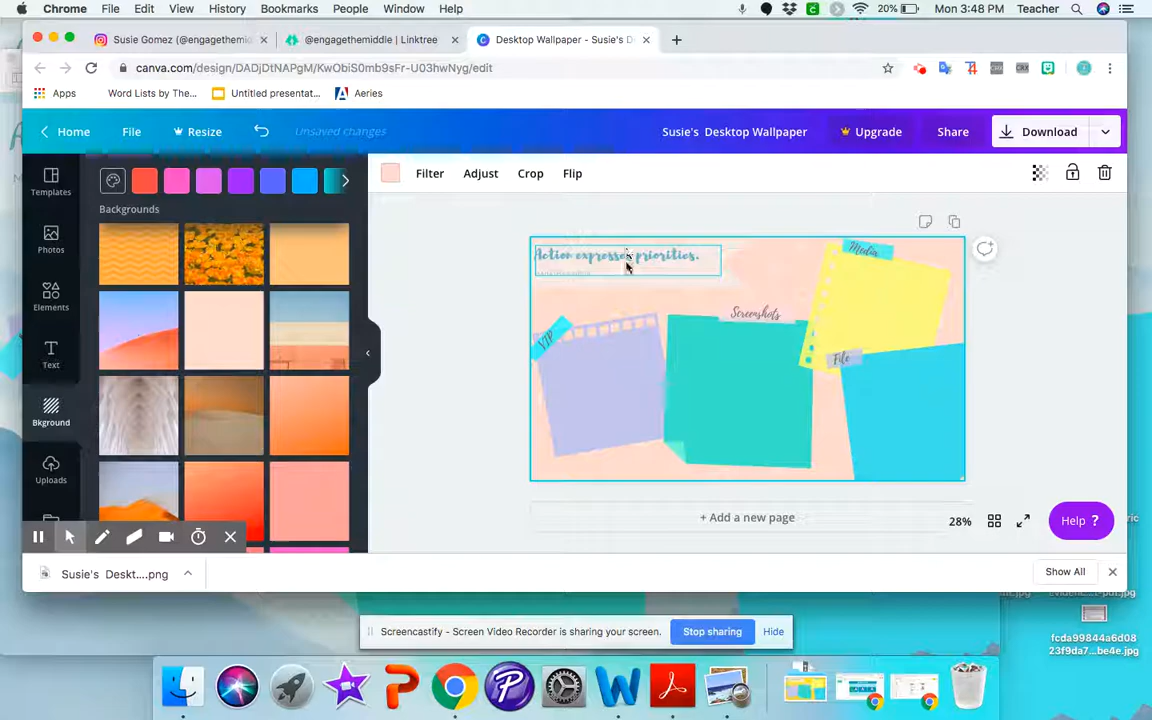 Chrome File Edit View History Bookmarks People Window Help 20% Mon 3:48 PM Teacher
Susie Gomez (@engagethemid @engagethemiddle | Linktree Desktop Wallpaper - Susie's D
canva.com/design/DADjDtNAPgM/KwObiS0mb9sFr-U03hwNyg/edit
Apps Word Lists by The... Untitled presentat... Aeries
Home File Resize Unsaved changes Susie's Desktop Wallpaper Upgrade Share Download
Templates
Photos
Elements
Text
Bkground
Uploads
Backgrounds
Filter Adjust Crop Flip
Action expresses priorities.
Media
Screenshots
VIP
File
+ Add a new page
28%
Help ?
Susie's Deskt....png
Show All
Screencastify - Screen Video Recorder is sharing your screen. Stop sharing Hide
fcda99844a6d08
23f9da7...be4e.jpg